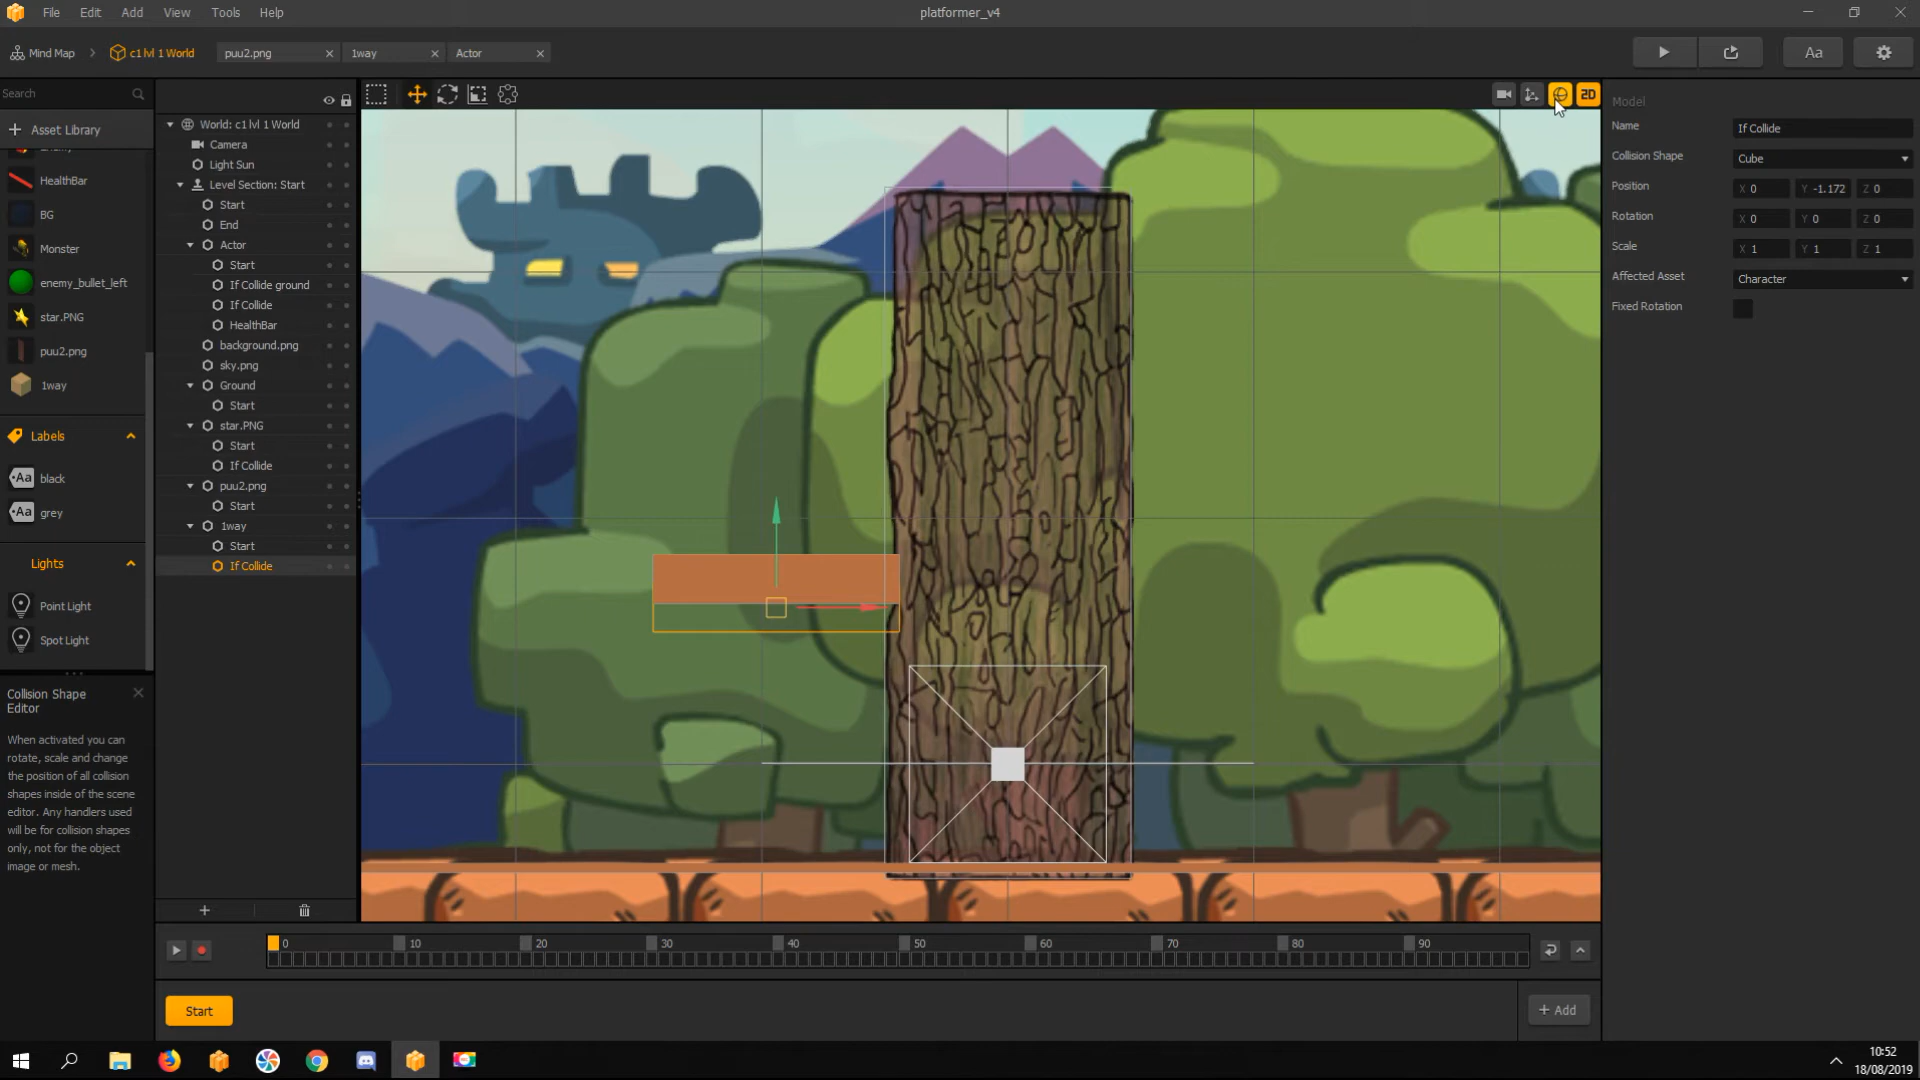 File Edit Add View Tools Help
platformer_v4
Mind Map
c1 lvl 1 World
puu2.png
1way
Actor
Aa
Search
Asset Library
HealthBar
BG
Monster
enemy_bullet_left
star.PNG
puu2.png
1way
Labels
Aa black
Aa grey
Lights
Point Light
Spot Light
Collision Shape
Editor
When activated you can
rotate, scale and change
the position of all collision
shapes inside of the scene
editor. Any handlers used
will be for collision shapes
only, not for the object
image or mesh.
World: c1 lvl 1 World
Camera
Light Sun
Level Section: Start
Start
End
Actor
Start
If Collide ground
If Collide
HealthBar
background.png
sky.png
Ground
Start
star.PNG
Start
If Collide
puu2.png
Start
1way
Start
If Collide
2D
Model
Name If Collide
Collision Shape Cube
Position X 0 Y -1.172 Z 0
Rotation X 0 Y 0 Z 0
Scale X 1 Y 1 Z 1
Affected Asset Character
Fixed Rotation
0 10 20 30 40 50 60 70 80 90
Start
+ Add
10:52
18/08/2019